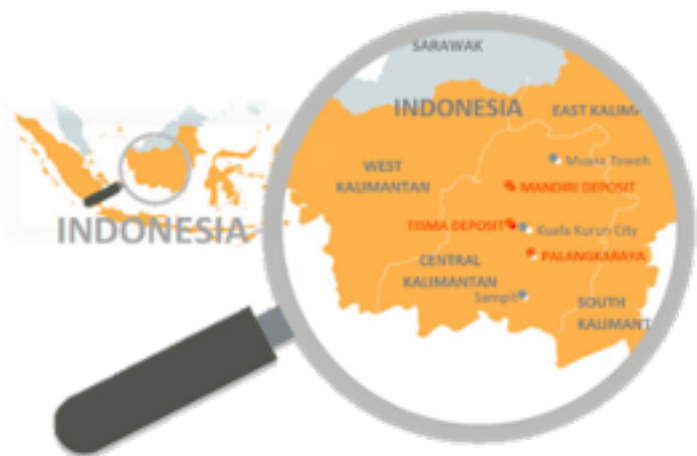 SARAWAK
INDONESIA
EAST KALIMA
Muara Teweh
WEST
KALIMANTAN
MANDIRI DEPOSIT
TISMA DEPOSIT
Kuala Kurun City
INDONESIA
PALANGKARAYA
CENTRAL
KALIMANTAN
Sampit
SOUTH
KALIMANT